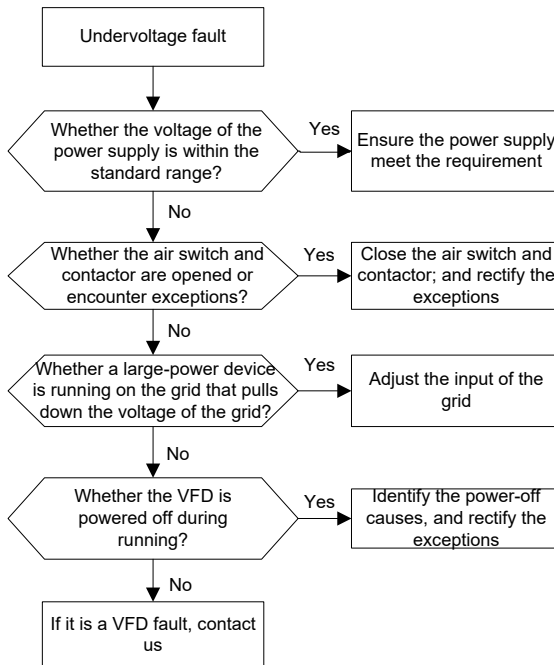 Undervoltage fault
Whether the voltage of the
power supply is within the
standard range?
Yes
Ensure the power supply
meet the requirement
No
Whether the air switch and
contactor are opened or
encounter exceptions?
Yes
Close the air switch and
contactor; and rectify the
exceptions
No
Whether a large-power device
is running on the grid that pulls
down the voltage of the grid?
Yes
Adjust the input of the
grid
No
Whether the VFD is
powered off during
running?
Yes
Identify the power-off
causes, and rectify the
exceptions
No
If it is a VFD fault, contact
us